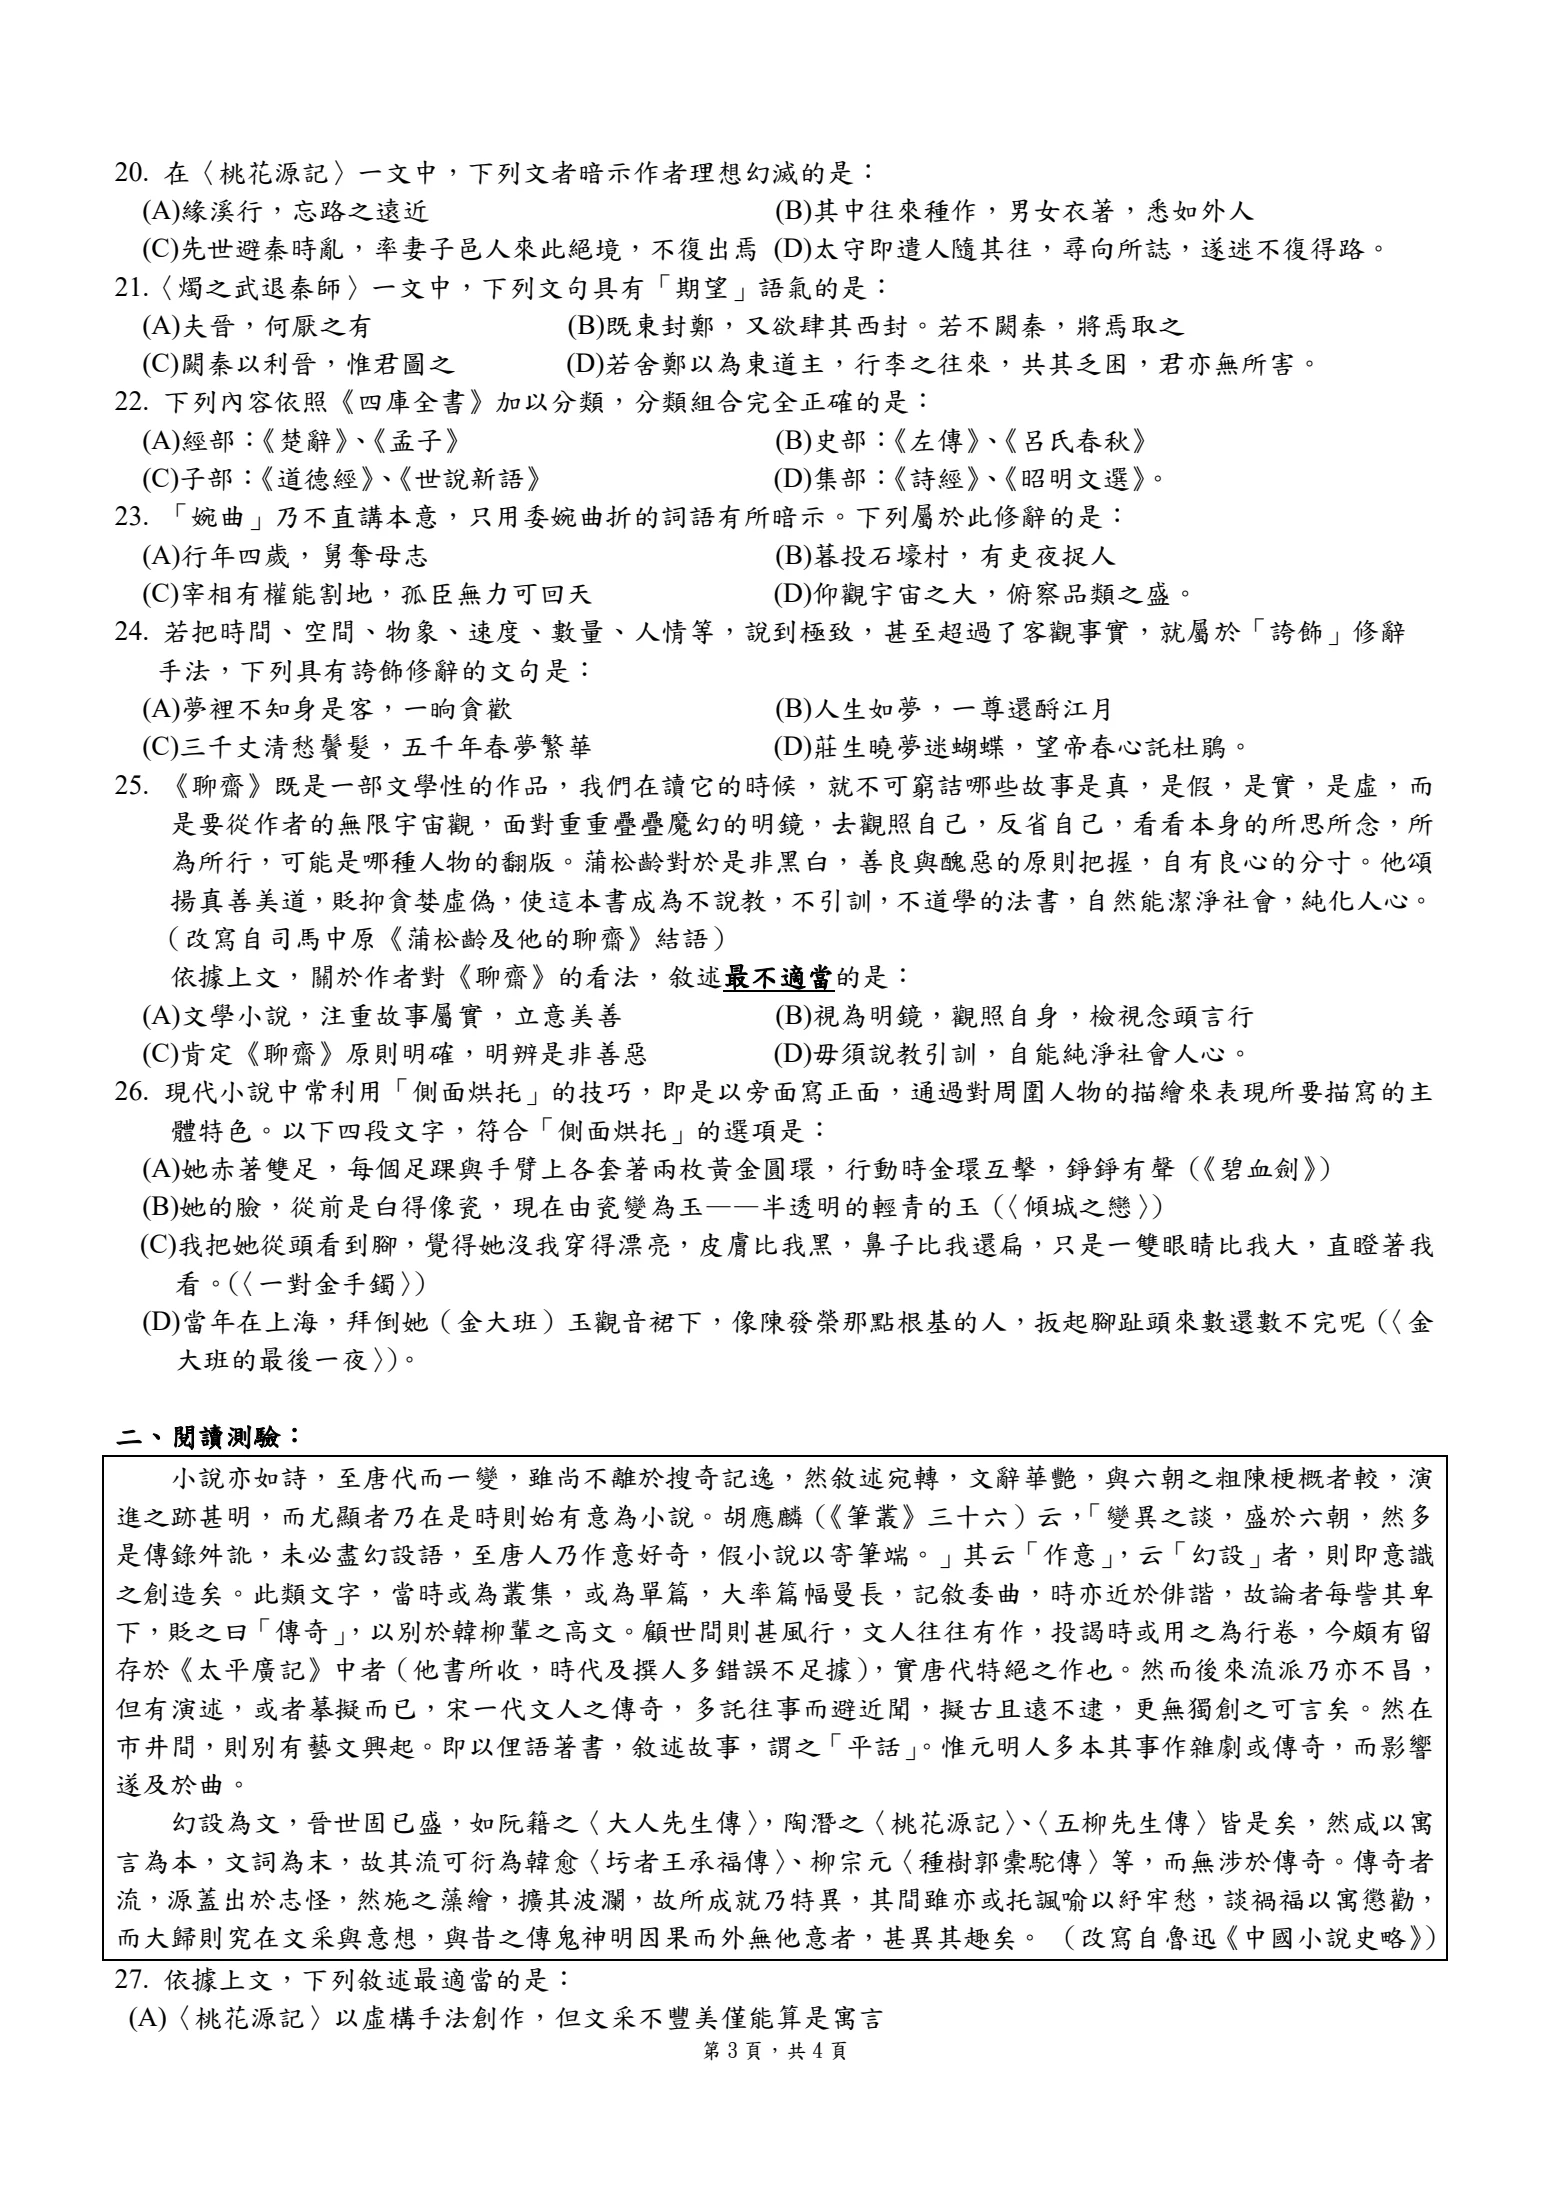 20. 在〈桃花源記〉一文中，下列文者暗示作者理想幻滅的是：
(A)緣溪行，忘路之遠近 (B)其中往來種作，男女衣著，悉如外人
(C)先世避秦時亂，率妻子邑人來此絕境，不復出焉 (D)太守即遣人隨其往，尋向所誌，遂迷不復得路。
21.〈燭之武退秦師〉一文中，下列文句具有「期望」語氣的是：
(A)夫晉，何厭之有 (B)既東封鄭，又欲肆其西封。若不闕秦，將焉取之
(C)闕秦以利晉，惟君圖之 (D)若舍鄭以為東道主，行李之往來，共其乏困，君亦無所害。
22. 下列內容依照《四庫全書》加以分類，分類組合完全正確的是：
(A)經部：《楚辭》、《孟子》 (B)史部：《左傳》、《呂氏春秋》
(C)子部：《道德經》、《世說新語》 (D)集部：《詩經》、《昭明文選》。
23. 「婉曲」乃不直講本意，只用委婉曲折的詞語有所暗示。下列屬於此修辭的是：
(A)行年四歲，舅奪母志 (B)暮投石壕村，有吏夜捉人
(C)宰相有權能割地，孤臣無力可回天 (D)仰觀宇宙之大，俯察品類之盛。
24. 若把時間、空間、物象、速度、數量、人情等，說到極致，甚至超過了客觀事實，就屬於「誇飾」修辭
手法，下列具有誇飾修辭的文句是：
(A)夢裡不知身是客，一晌貪歡 (B)人生如夢，一尊還酹江月
(C)三千丈清愁鬢髮，五千年春夢繁華 (D)莊生曉夢迷蝴蝶，望帝春心託杜鵑。
25. 《聊齋》既是一部文學性的作品，我們在讀它的時候，就不可窮詰哪些故事是真，是假，是實，是虛，而
是要從作者的無限宇宙觀，面對重重疊疊魔幻的明鏡，去觀照自己，反省自己，看看本身的所思所念，所
為所行，可能是哪種人物的翻版。蒲松齡對於是非黑白，善良與醜惡的原則把握，自有良心的分寸。他頌
揚真善美道，貶抑貪婪虛偽，使這本書成為不說教，不引訓，不道學的法書，自然能潔淨社會，純化人心。
（改寫自司馬中原《蒲松齡及他的聊齋》結語）
依據上文，關於作者對《聊齋》的看法，敘述最不適當的是：
(A)文學小說，注重故事屬實，立意美善 (B)視為明鏡，觀照自身，檢視念頭言行
(C)肯定《聊齋》原則明確，明辨是非善惡 (D)毋須說教引訓，自能純淨社會人心。
26. 現代小說中常利用「側面烘托」的技巧，即是以旁面寫正面，通過對周圍人物的描繪來表現所要描寫的主
體特色。以下四段文字，符合「側面烘托」的選項是：
(A)她赤著雙足，每個足踝與手臂上各套著兩枚黃金圓環，行動時金環互擊，錚錚有聲（《碧血劍》）
(B)她的臉，從前是白得像瓷，現在由瓷變為玉——半透明的輕青的玉（〈傾城之戀〉）
(C)我把她從頭看到腳，覺得她沒我穿得漂亮，皮膚比我黑，鼻子比我還扁，只是一雙眼睛比我大，直瞪著我
看。（〈一對金手鐲〉）
(D)當年在上海，拜倒她（金大班）玉觀音裙下，像陳發榮那點根基的人，扳起腳趾頭來數還數不完呢（〈金
大班的最後一夜〉）。
二、閱讀測驗：
小說亦如詩，至唐代而一變，雖尚不離於搜奇記逸，然敘述宛轉，文辭華艷，與六朝之粗陳梗概者較，演
進之跡甚明，而尤顯者乃在是時則始有意為小說。胡應麟（《筆叢》三十六）云，「變異之談，盛於六朝，然多
是傳錄舛訛，未必盡幻設語，至唐人乃作意好奇，假小說以寄筆端。」其云「作意」，云「幻設」者，則即意識
之創造矣。此類文字，當時或為叢集，或為單篇，大率篇幅曼長，記敘委曲，時亦近於俳諧，故論者每訾其卑
下，貶之曰「傳奇」，以別於韓柳輩之高文。顧世間則甚風行，文人往往有作，投謁時或用之為行卷，今頗有留
存於《太平廣記》中者（他書所收，時代及撰人多錯誤不足據），實唐代特絕之作也。然而後來流派乃亦不昌，
但有演述，或者摹擬而已，宋一代文人之傳奇，多託往事而避近聞，擬古且遠不逮，更無獨創之可言矣。然在
市井間，則別有藝文興起。即以俚語著書，敘述故事，謂之「平話」。惟元明人多本其事作雜劇或傳奇，而影響
遂及於曲。
幻設為文，晉世固已盛，如阮籍之〈大人先生傳〉，陶潛之〈桃花源記〉、〈五柳先生傳〉皆是矣，然咸以寓
言為本，文詞為末，故其流可衍為韓愈〈圬者王承福傳〉、柳宗元〈種樹郭橐駝傳〉等，而無涉於傳奇。傳奇者
流，源蓋出於志怪，然施之藻繪，擴其波瀾，故所成就乃特異，其間雖亦或托諷喻以紓牢愁，談禍福以寓懲勸，
而大歸則究在文采與意想，與昔之傳鬼神明因果而外無他意者，甚異其趣矣。（改寫自魯迅《中國小說史略》）
27. 依據上文，下列敘述最適當的是：
(A)〈桃花源記〉以虛構手法創作，但文采不豐美僅能算是寓言
第 3 頁，共 4 頁